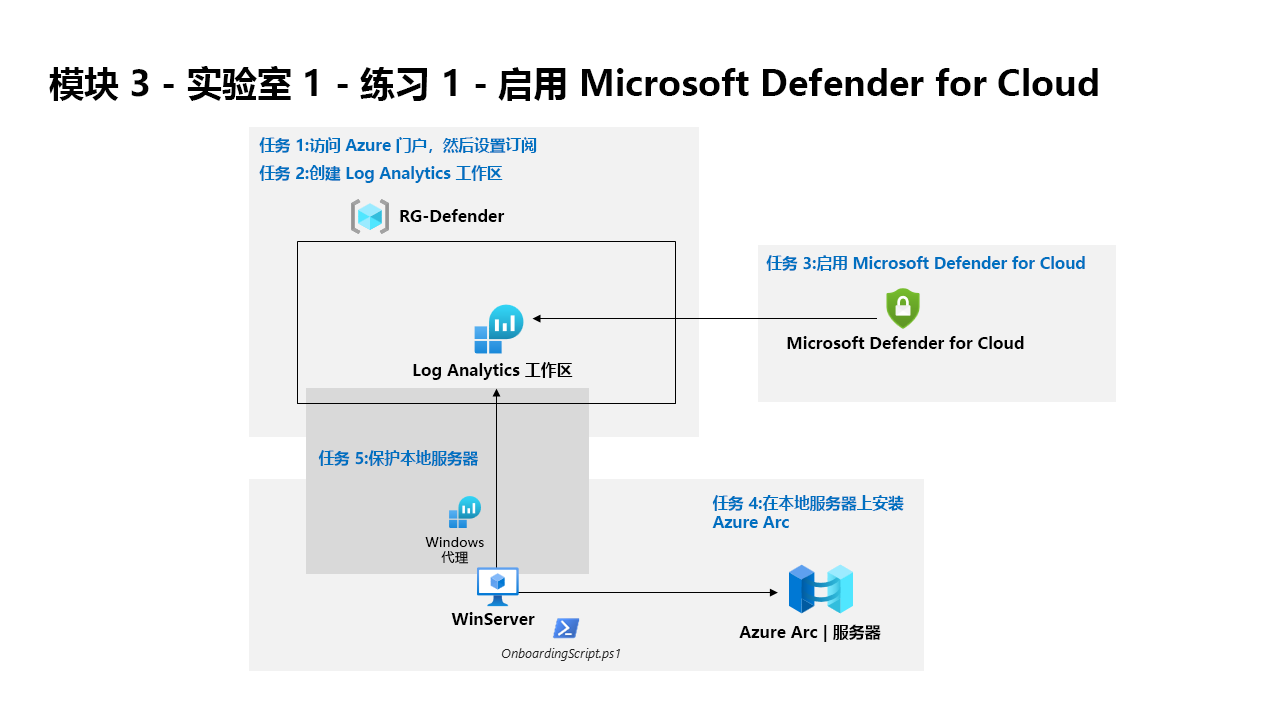 模块 3 - 实验室 1 - 练习 1 - 启用 Microsoft Defender for Cloud
任务 1:访问 Azure 门户，然后设置订阅
任务 2:创建 Log Analytics 工作区
RG-Defender
任务 3:启用 Microsoft Defender for Cloud
Microsoft Defender for Cloud
Log Analytics 工作区
任务 5:保护本地服务器
任务 4:在本地服务器上安装
Azure Arc
Windows
代理
WinServer
OnboardingScript.ps1
Azure Arc | 服务器